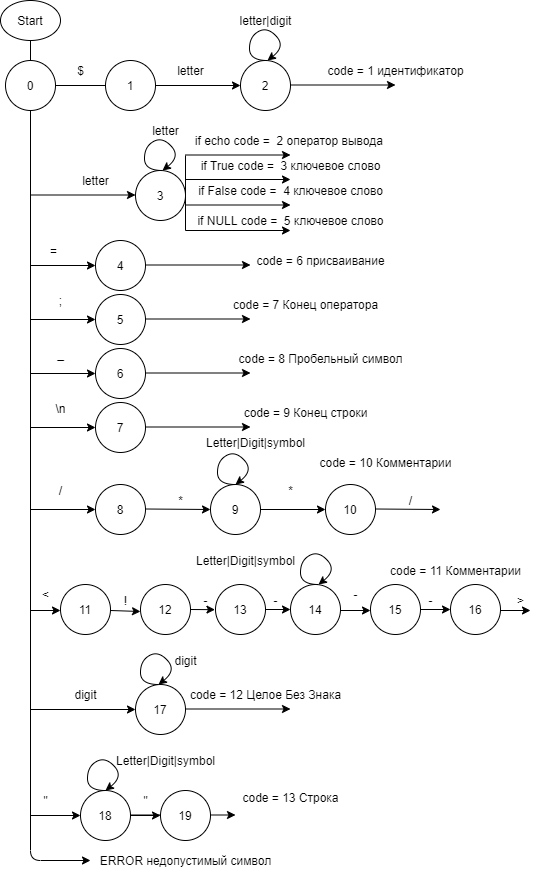 Start
letter|digit
0
$
1
letter
2
code = 1 идентификатор
letter
letter
3
if echo code = 2 оператор вывода
if True code = 3 ключевое слово
if False code = 4 ключевое слово
if NULL code = 5 ключевое слово
=
4
code = 6 присваивание
;
5
code = 7 Конец оператора
_
6
code = 8 Пробельный символ
\n
7
code = 9 Конец строки
Letter|Digit|symbol
code = 10 Комментарии
/
8
*
9
*
10
/
Letter|Digit|symbol
code = 11 Комментарии
<
11
!
12
-
13
-
14
-
15
-
16
>
digit
digit
17
code = 12 Целое Без Знака
Letter|Digit|symbol
"
18
"
19
code = 13 Строка
ERROR недопустимый символ